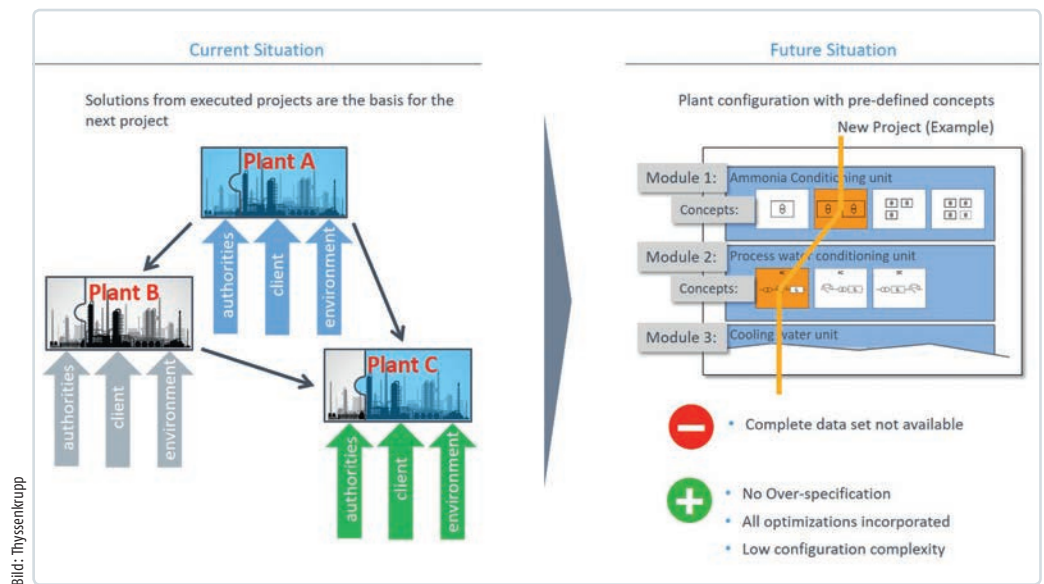 Current Situation
Solutions from executed projects are the basis for the
next project
Plant A
authorities
client
environment
Plant B
authorities
client
environment
Plant C
authorities
client
environment
Future Situation
Plant configuration with pre-defined concepts
New Project (Example)
Module 1:
Ammonia Conditioning unit
Concepts:
Module 2:
Process water conditioning unit
Concepts:
Module 3:
Cooling water unit
• Complete data set not available
• No Over-specification
• All optimizations incorporated
• Low configuration complexity
Bild: Thyssenkrupp